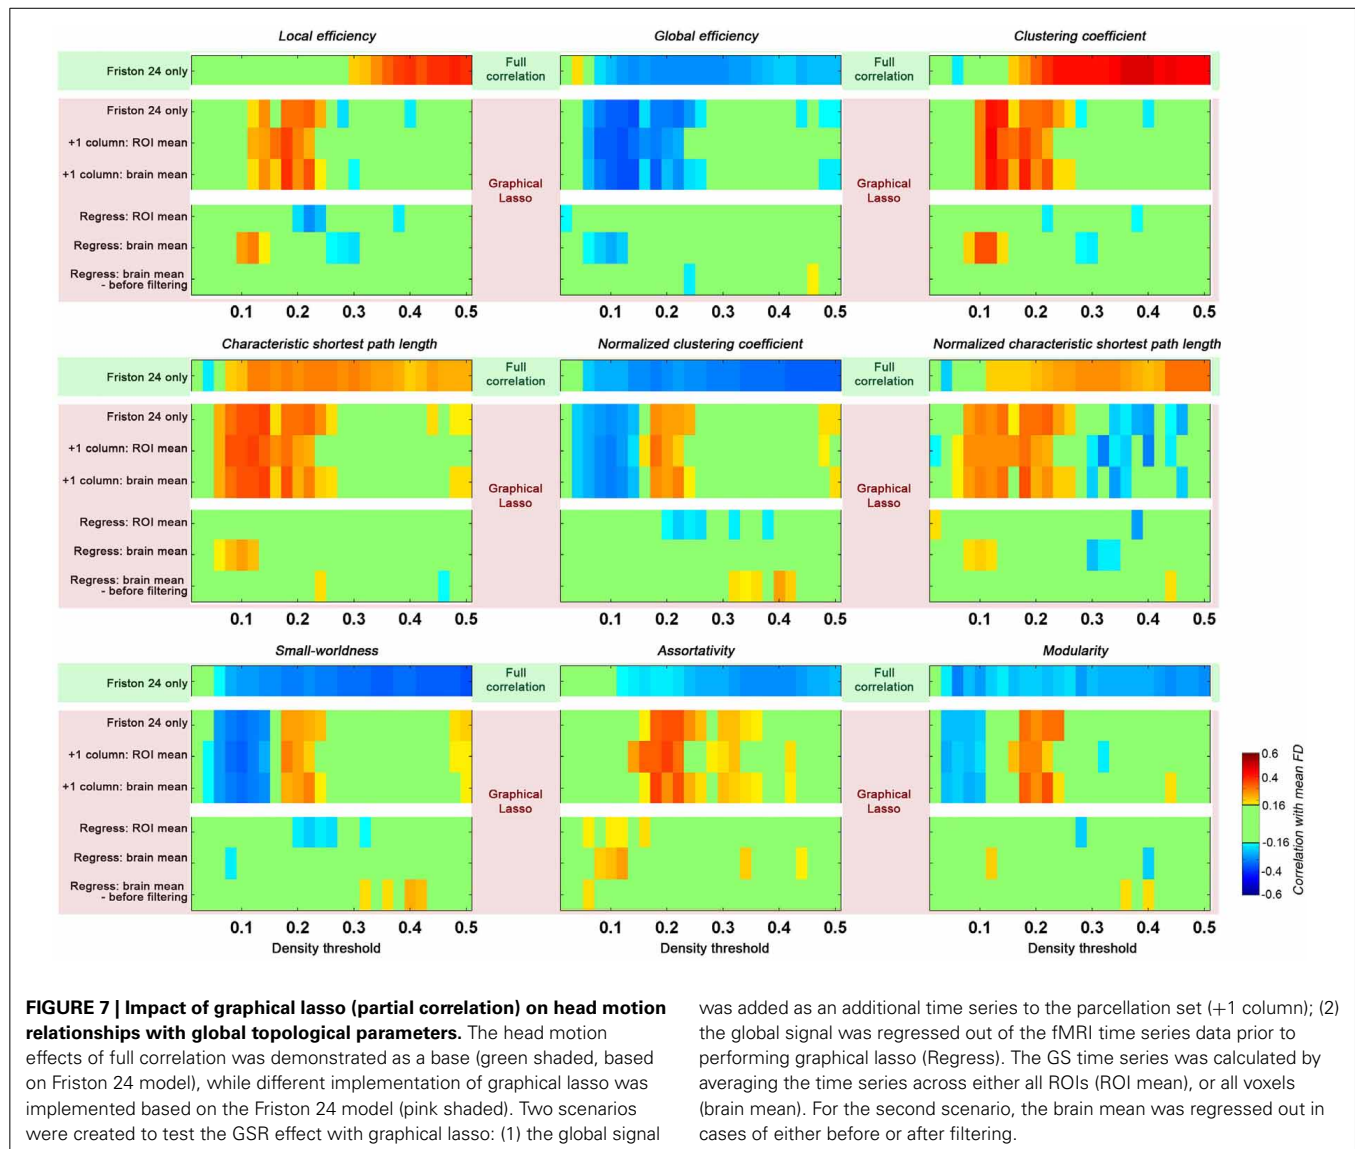 Local efficiency
Global efficiency
Clustering coefficient
Friston 24 only
Full
correlation
Full
correlation
Friston 24 only
+1 column: ROI mean
+1 column: brain mean
Regress: ROI mean
Regress: brain mean
Regress: brain mean
- before filtering
Graphical
Lasso
Graphical
Lasso
0.1 0.2 0.3 0.4 0.5
0.1 0.2 0.3 0.4 0.5
0.1 0.2 0.3 0.4 0.5
Characteristic shortest path length
Normalized clustering coefficient
Normalized characteristic shortest path length
Friston 24 only
Full
correlation
Full
correlation
Friston 24 only
+1 column: ROI mean
+1 column: brain mean
Regress: ROI mean
Regress: brain mean
Regress: brain mean
- before filtering
Graphical
Lasso
Graphical
Lasso
0.1 0.2 0.3 0.4 0.5
0.1 0.2 0.3 0.4 0.5
0.1 0.2 0.3 0.4 0.5
Small-worldness
Assortativity
Modularity
Friston 24 only
Full
correlation
Full
correlation
Friston 24 only
+1 column: ROI mean
+1 column: brain mean
Regress: ROI mean
Regress: brain mean
Regress: brain mean
- before filtering
Graphical
Lasso
Graphical
Lasso
0.1 0.2 0.3 0.4 0.5
0.1 0.2 0.3 0.4 0.5
0.1 0.2 0.3 0.4 0.5
Density threshold
Density threshold
Density threshold
0.6
0.4
0.16
-0.16
-0.4
-0.6
Correlation with mean FD
FIGURE 7 | Impact of graphical lasso (partial correlation) on head motion
relationships with global topological parameters. The head motion
effects of full correlation was demonstrated as a base (green shaded, based
on Friston 24 model), while different implementation of graphical lasso was
implemented based on the Friston 24 model (pink shaded). Two scenarios
were created to test the GSR effect with graphical lasso: (1) the global signal
was added as an additional time series to the parcellation set (+1 column); (2)
the global signal was regressed out of the fMRI time series data prior to
performing graphical lasso (Regress). The GS time series was calculated by
averaging the time series across either all ROIs (ROI mean), or all voxels
(brain mean). For the second scenario, the brain mean was regressed out in
cases of either before or after filtering.